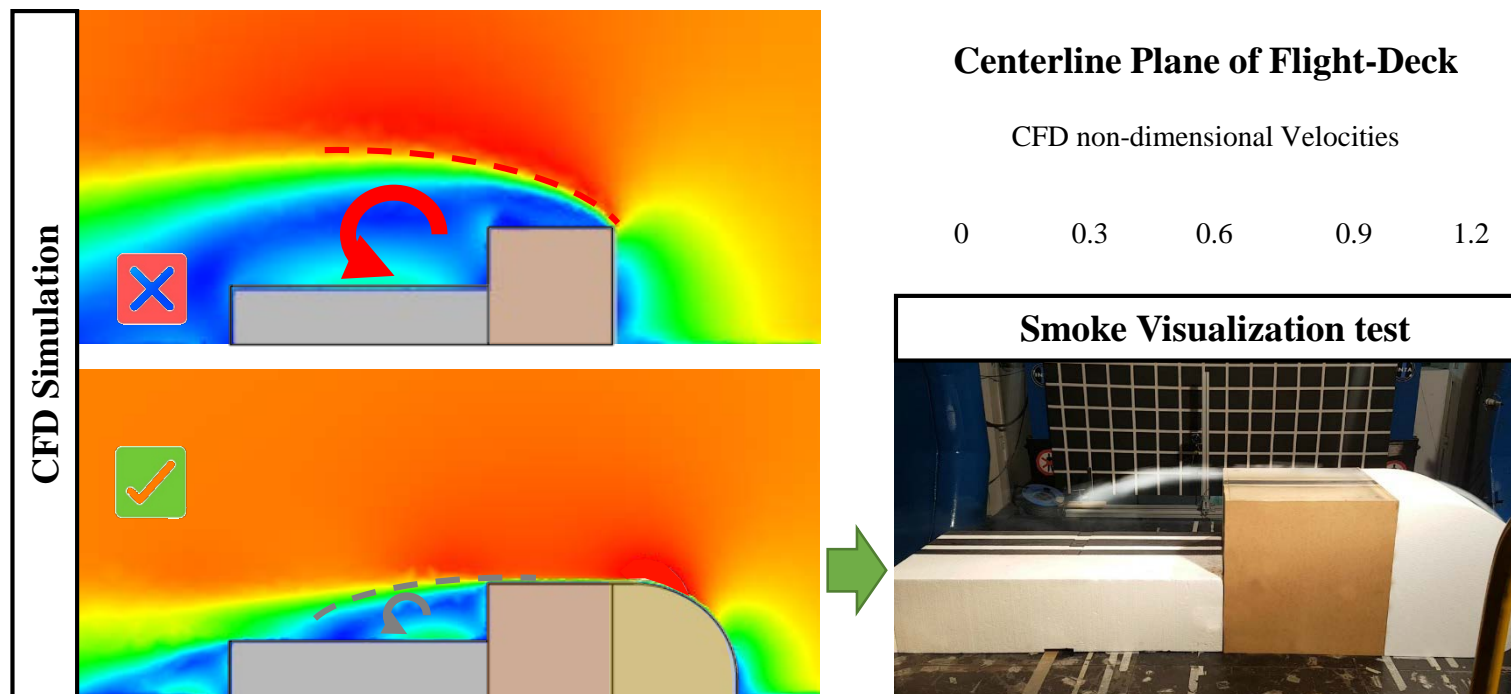 CFD Simulation
Centerline Plane of Flight-Deck
CFD non-dimensional Velocities
0 0.3 0.6 0.9 1.2
Smoke Visualization test